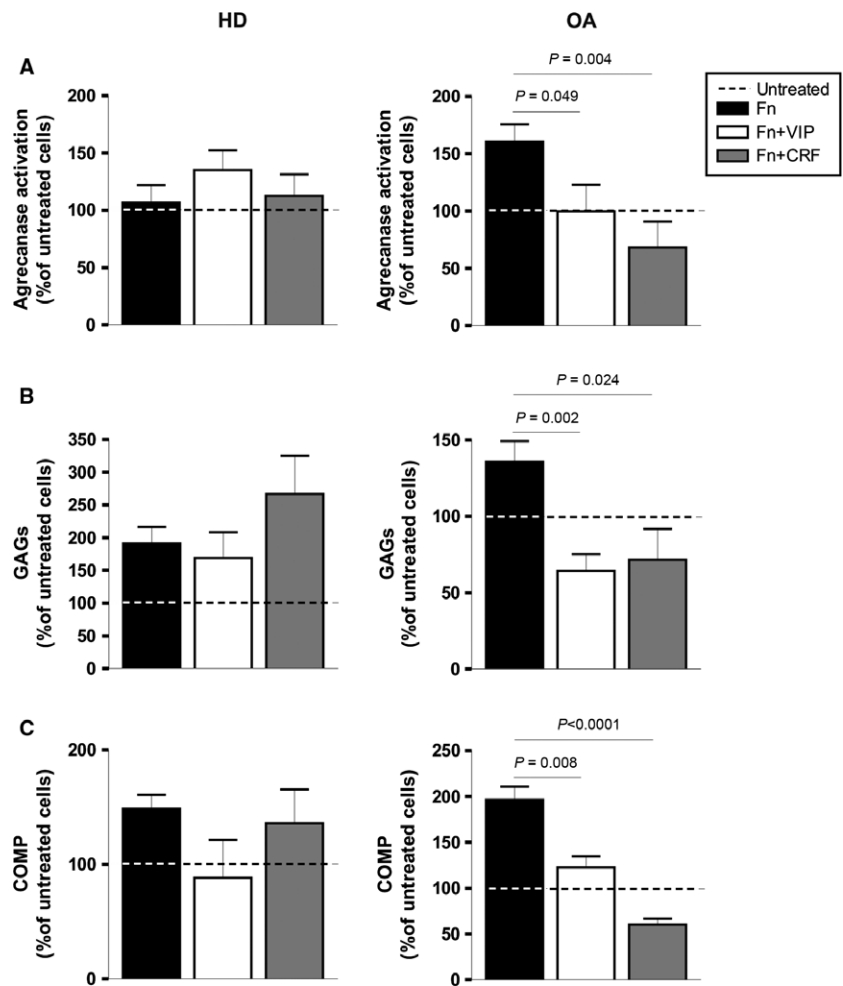 HD
OA
A
Agrecanase activation
(%of untreated cells)
200
150
100
50
0
Agrecanase activation
(%of untreated cells)
200
150
100
50
0
P = 0.004
P = 0.049
Untreated
Fn
Fn+VIP
Fn+CRF
B
GAGs
(%of untreated cells)
350
300
250
200
150
100
50
0
GAGs
(%of untreated cells)
150
100
50
0
P = 0.024
P = 0.002
C
COMP
(%of untreated cells)
200
100
0
COMP
(%of untreated cells)
250
200
150
100
50
0
P<0.0001
P = 0.008